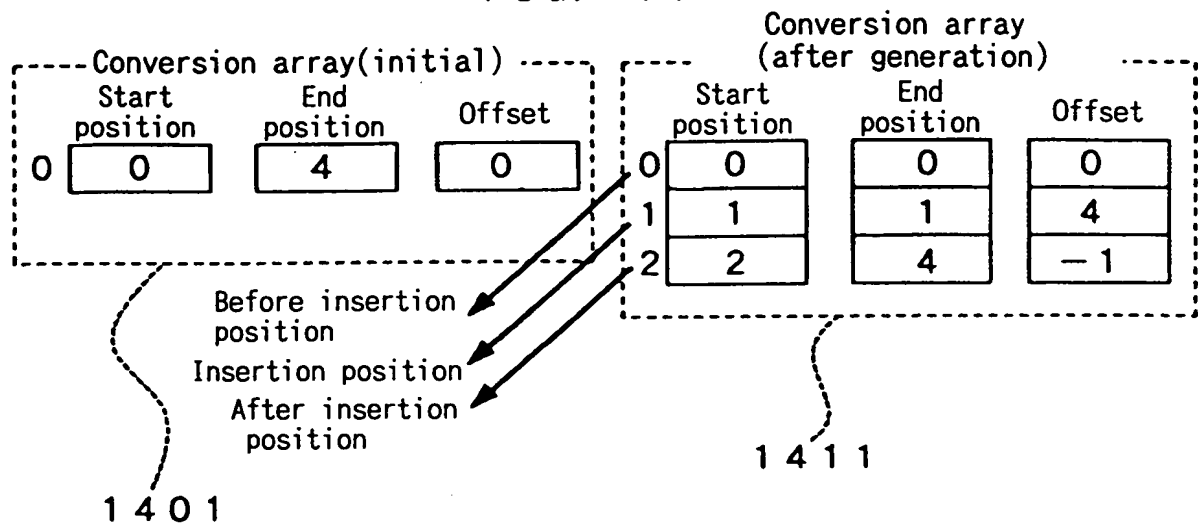 Conversion array(initial)
Start position
End position
Offset
0 0 4 0
Conversion array
(after generation)
Start position
End position
Offset
0 0 0 0
1 1 1 4
2 2 4 -1
Before insertion
position
Insertion position
After insertion
position
1401
1411